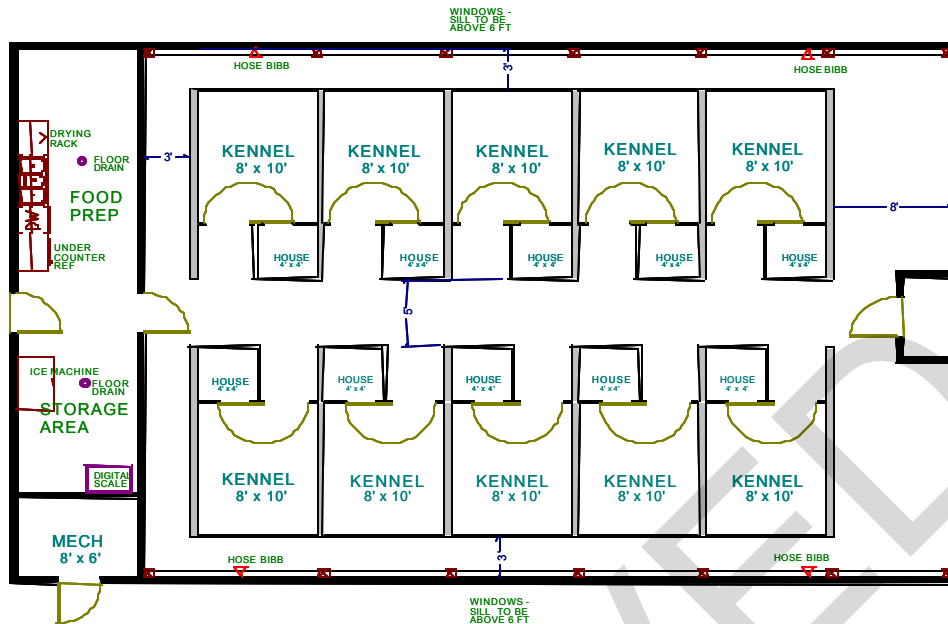 WINDOWS -
SILL TO BE
ABOVE 6 FT
HOSE BIBB
3'
HOSE BIBB
DRYING
RACK
FLOOR
DRAIN
FOOD
PREP
DW
UNDER
COUNTER
REF
3'
KENNEL
8' x 10'
KENNEL
8' x 10'
KENNEL
8' x 10'
KENNEL
8' x 10'
KENNEL
8' x 10'
8'
HOUSE
4' x 4'
HOUSE
4' x 4'
HOUSE
4' x 4'
HOUSE
4' x 4'
HOUSE
4' x 4'
5'
ICE MACHINE
FLOOR
DRAIN
STORAGE
AREA
DIGITAL
SCALE
HOUSE
4' x 4'
HOUSE
4' x 4'
HOUSE
4' x 4'
HOUSE
4' x 4'
HOUSE
4' x 4'
KENNEL
8' x 10'
KENNEL
8' x 10'
KENNEL
8' x 10'
KENNEL
8' x 10'
KENNEL
8' x 10'
MECH
8' x 6'
HOSE BIBB
3'
HOSE BIBB
WINDOWS -
SILL TO BE
ABOVE 6 FT